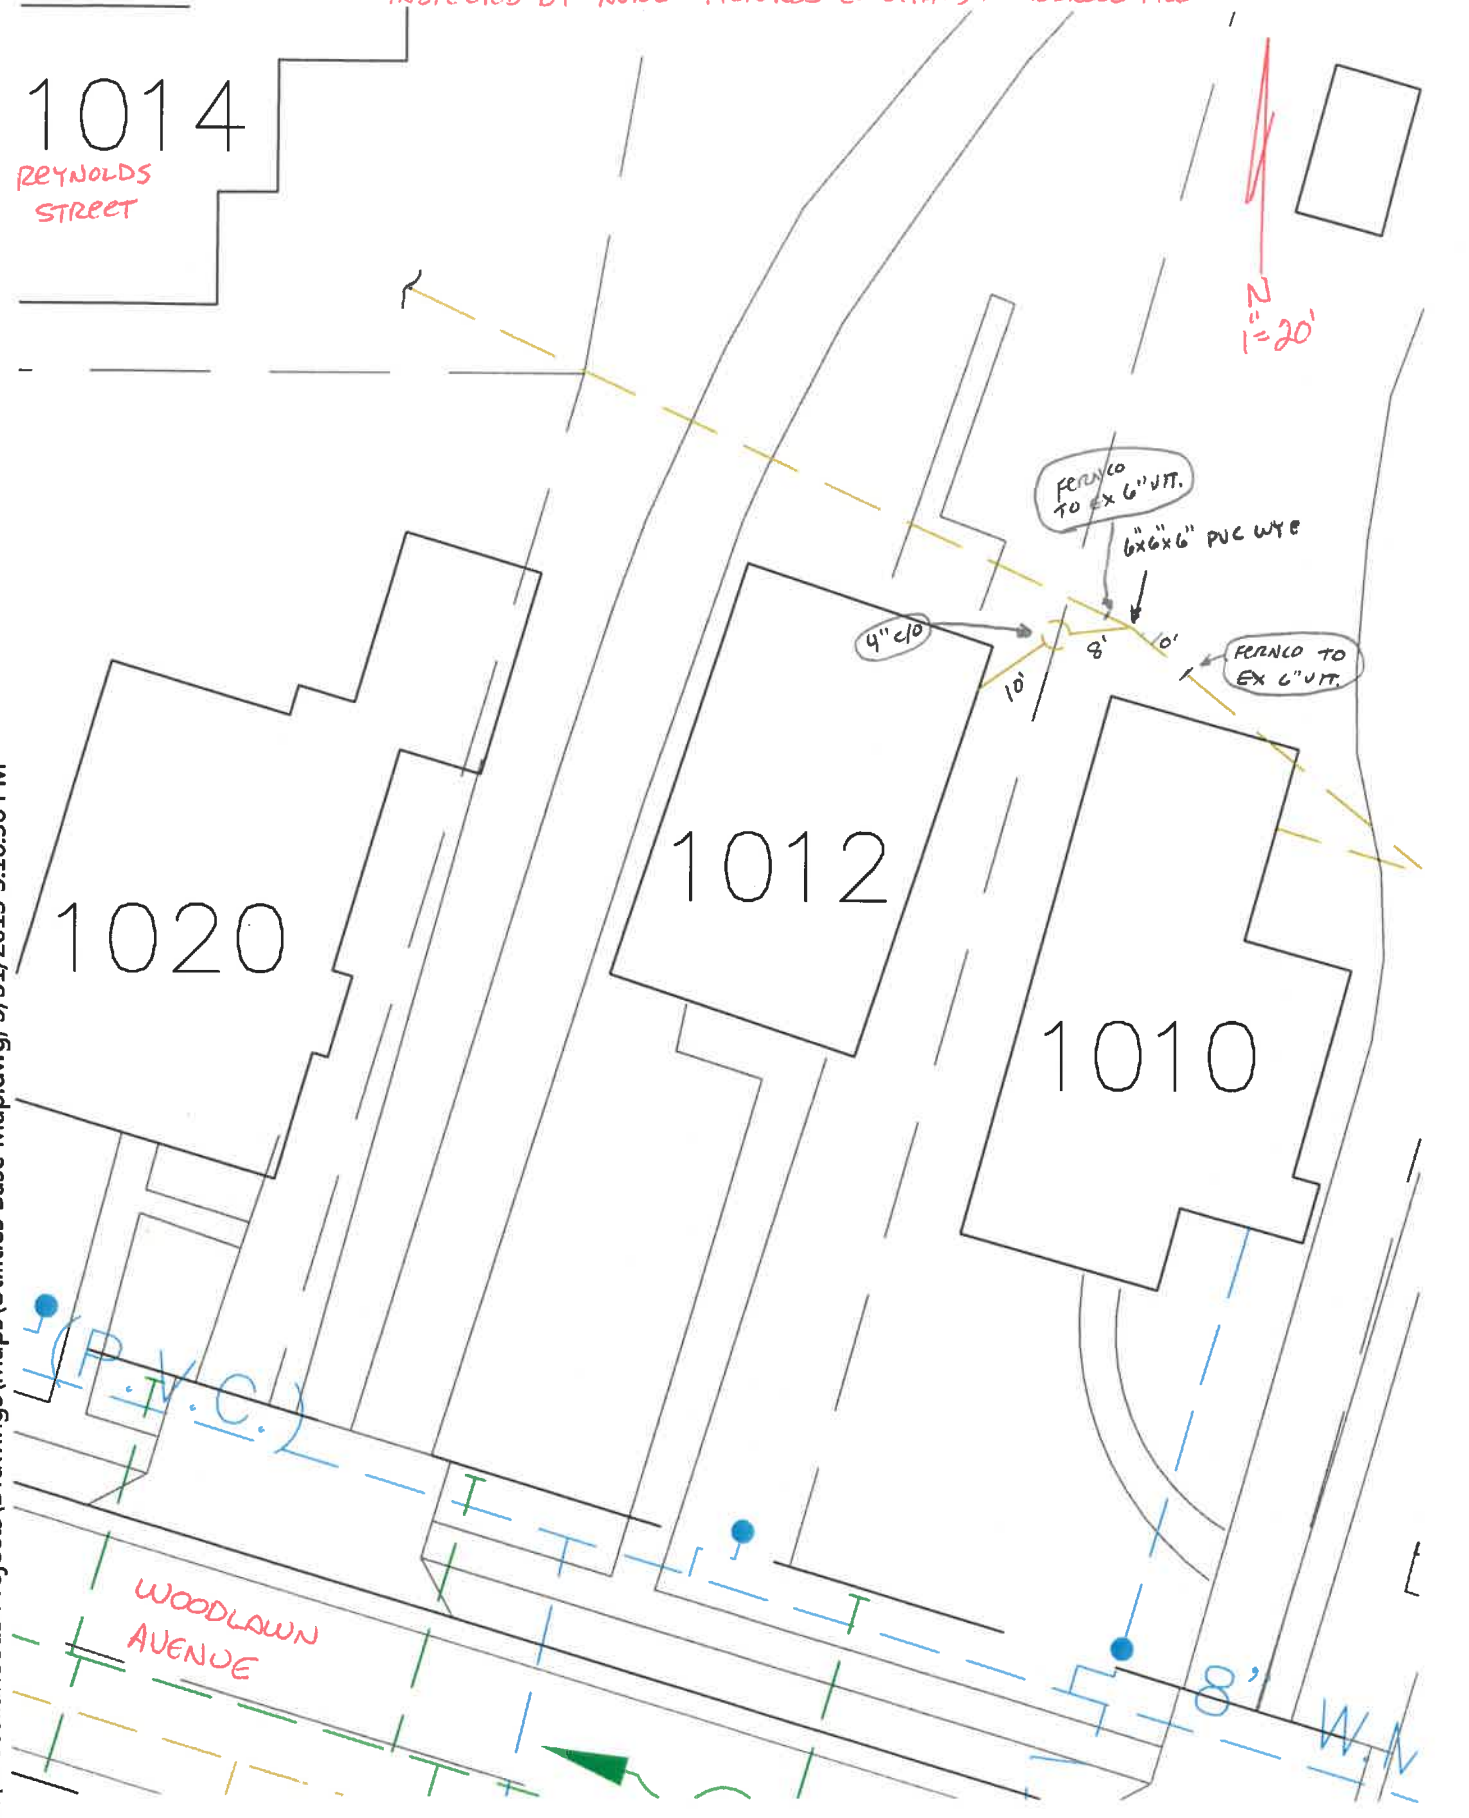 1014
REYNOLDS
STREET
N
1"=20'
FERNCO
TO EX 6" VIT.
6"x6"x6" PVC WYE
4" c/o
8'
10'
10'
FERNCO TO
EX 6" VIT.
1012
1020
1010
(P.V.C.)
WOODLAWN
AVENUE
8"
W.M